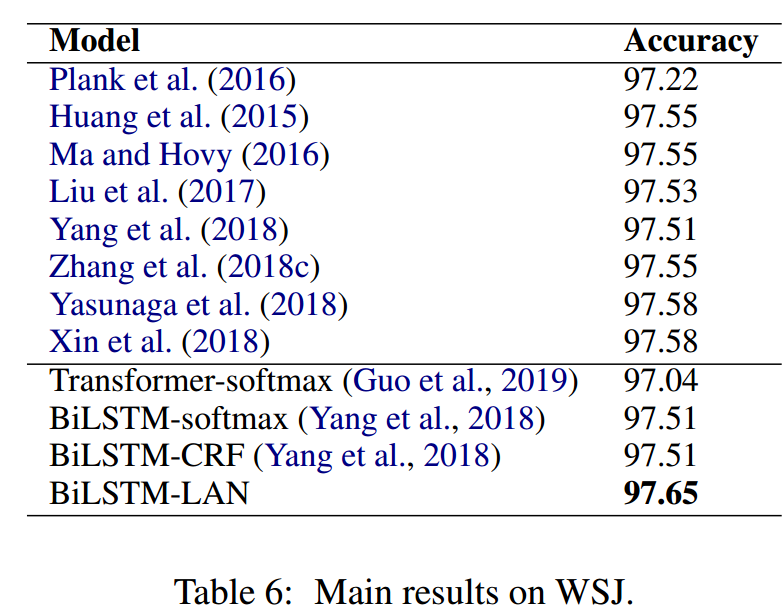 Model Accuracy
Plank et al. (2016) 97.22
Huang et al. (2015) 97.55
Ma and Hovy (2016) 97.55
Liu et al. (2017) 97.53
Yang et al. (2018) 97.51
Zhang et al. (2018c) 97.55
Yasunaga et al. (2018) 97.58
Xin et al. (2018) 97.58
Transformer-softmax (Guo et al., 2019) 97.04
BiLSTM-softmax (Yang et al., 2018) 97.51
BiLSTM-CRF (Yang et al., 2018) 97.51
BiLSTM-LAN 97.65
Table 6: Main results on WSJ.